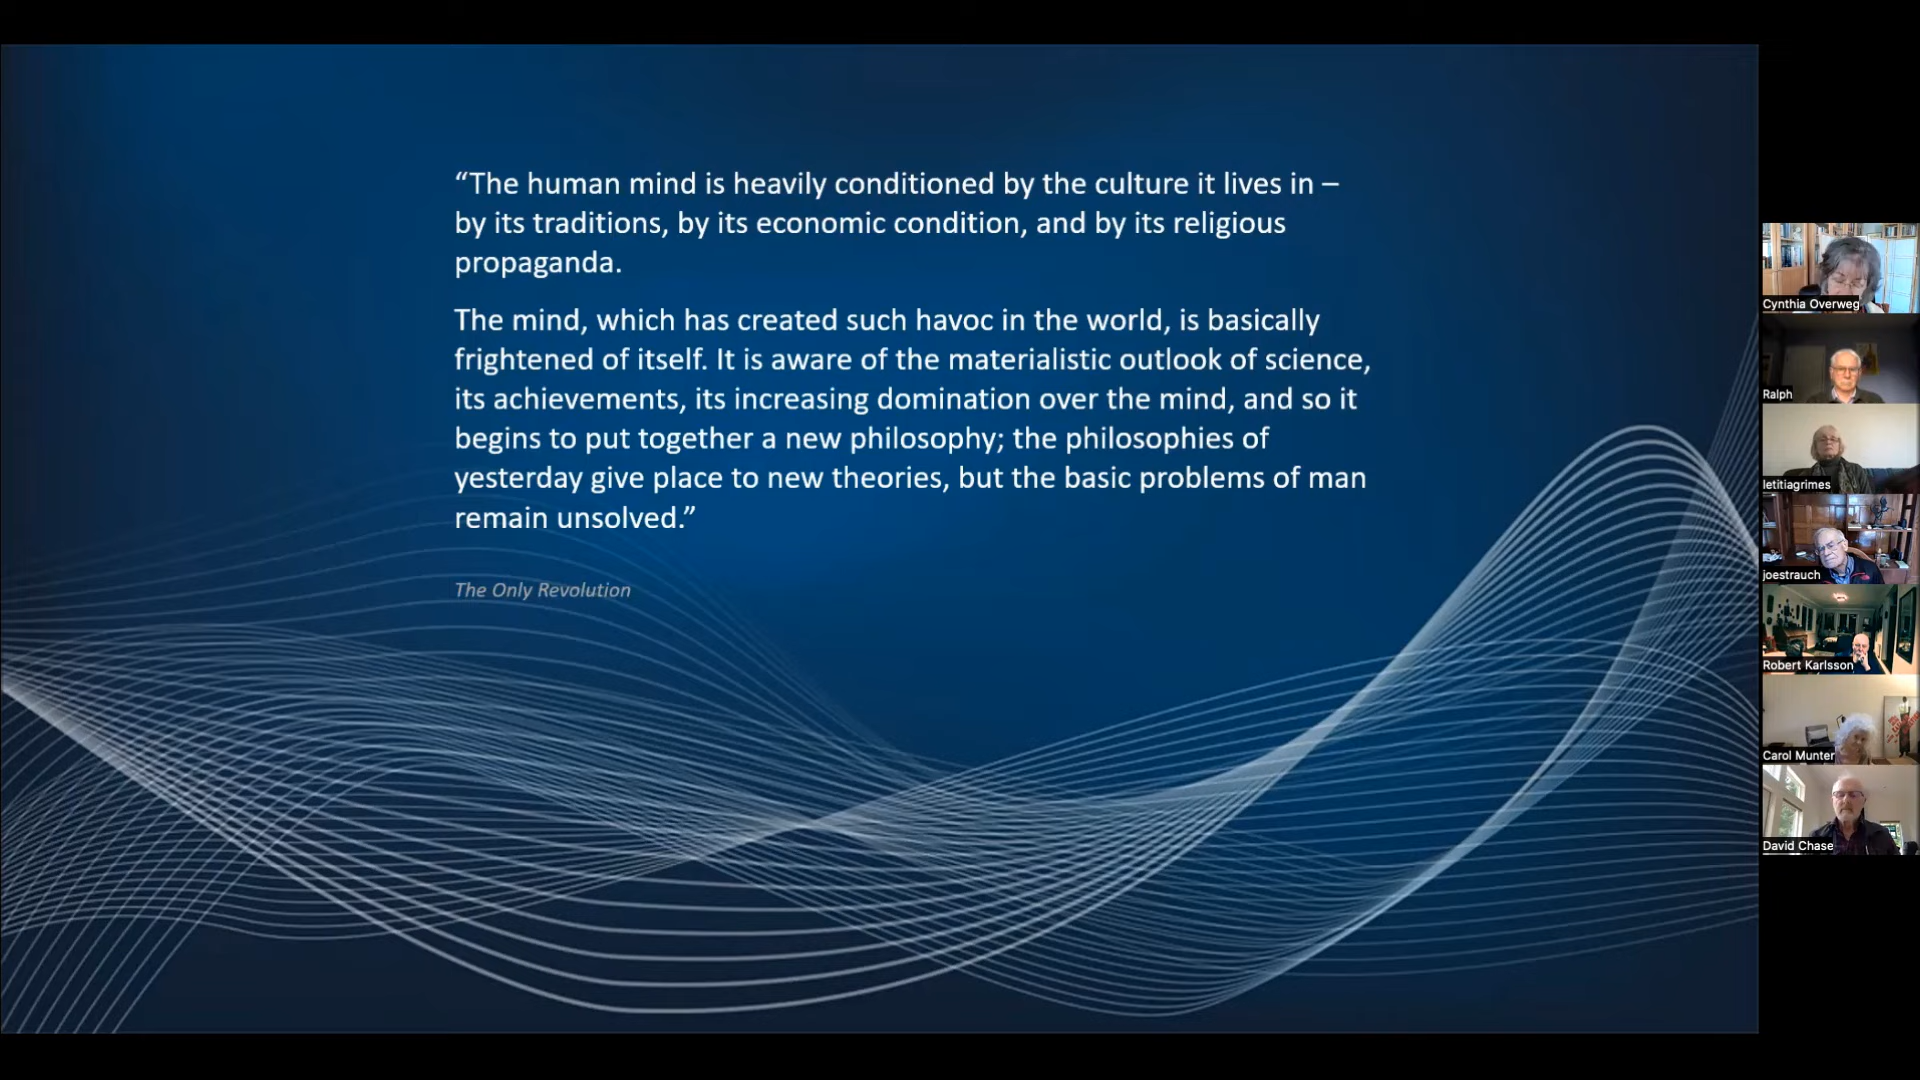 “The human mind is heavily conditioned by the culture it lives in –
by its traditions, by its economic condition, and by its religious
propaganda.
The mind, which has created such havoc in the world, is basically
frightened of itself. It is aware of the materialistic outlook of science,
its achievements, its increasing domination over the mind, and so it
begins to put together a new philosophy; the philosophies of
yesterday give place to new theories, but the basic problems of man
remain unsolved.”
The Only Revolution
Cynthia Overweg
Ralph
letitiagrimes
joestrauch
Robert Karlsson
Carol Munter
David Chase